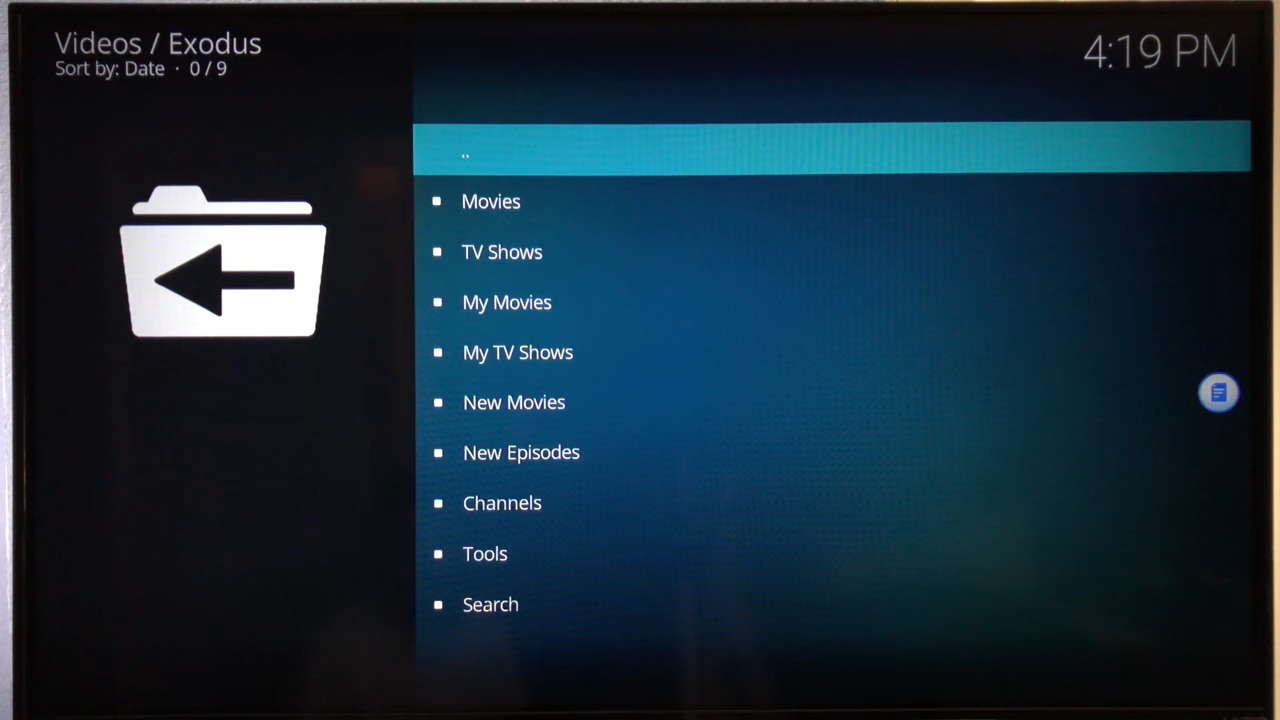 Videos / Exodus
Sort by: Date · 0 / 9
4:19 PM
..
Movies
TV Shows
My Movies
My TV Shows
New Movies
New Episodes
Channels
Tools
Search